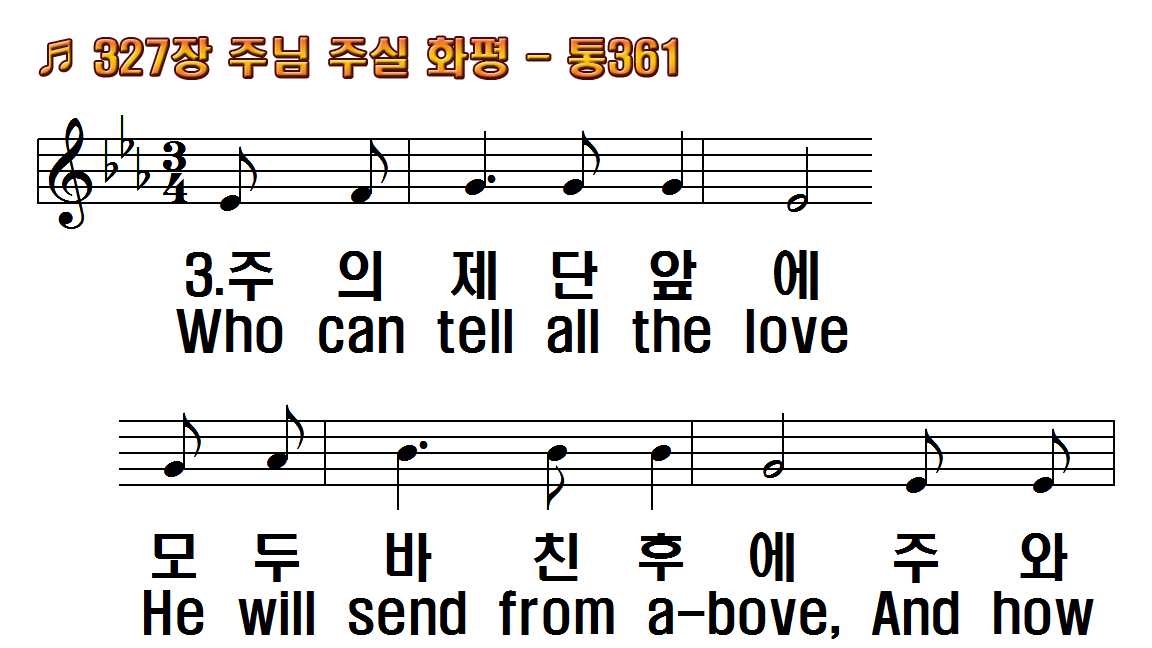 ♬ 327장 주님 주실 화평 - 통361
3
4
3.주 의 제 단 앞 에
Who can tell all the love
모 두 바 친 후 에 주 와
He will send from a-bove, And how